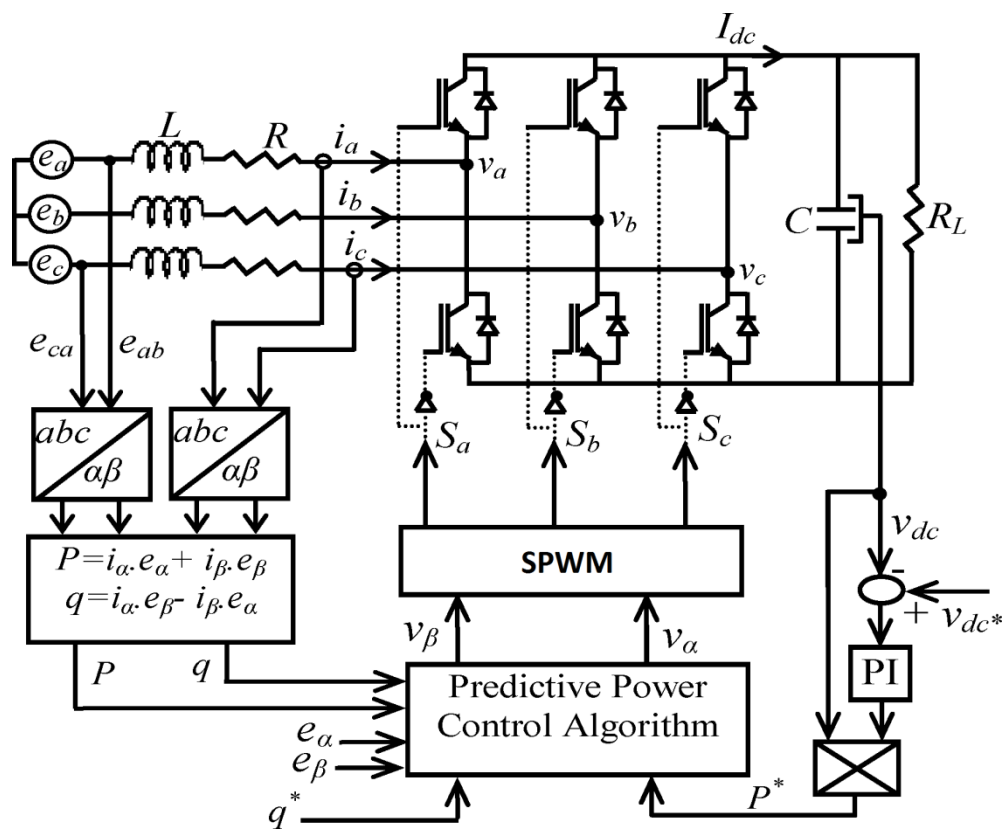 I_dc
L
R
i_a
e_a
v_a
i_b
e_b
v_b
C
R_L
i_c
e_c
v_c
e_ca
e_ab
abc
αβ
abc
αβ
S_a
S_b
S_c
v_dc
P=i_α.e_α+ i_β.e_β
q=i_α.e_β- i_β.e_α
SPWM
-
+
v_dc*
v_β
v_α
P
q
PI
Predictive Power
Control Algorithm
e_α
e_β
q*
P*